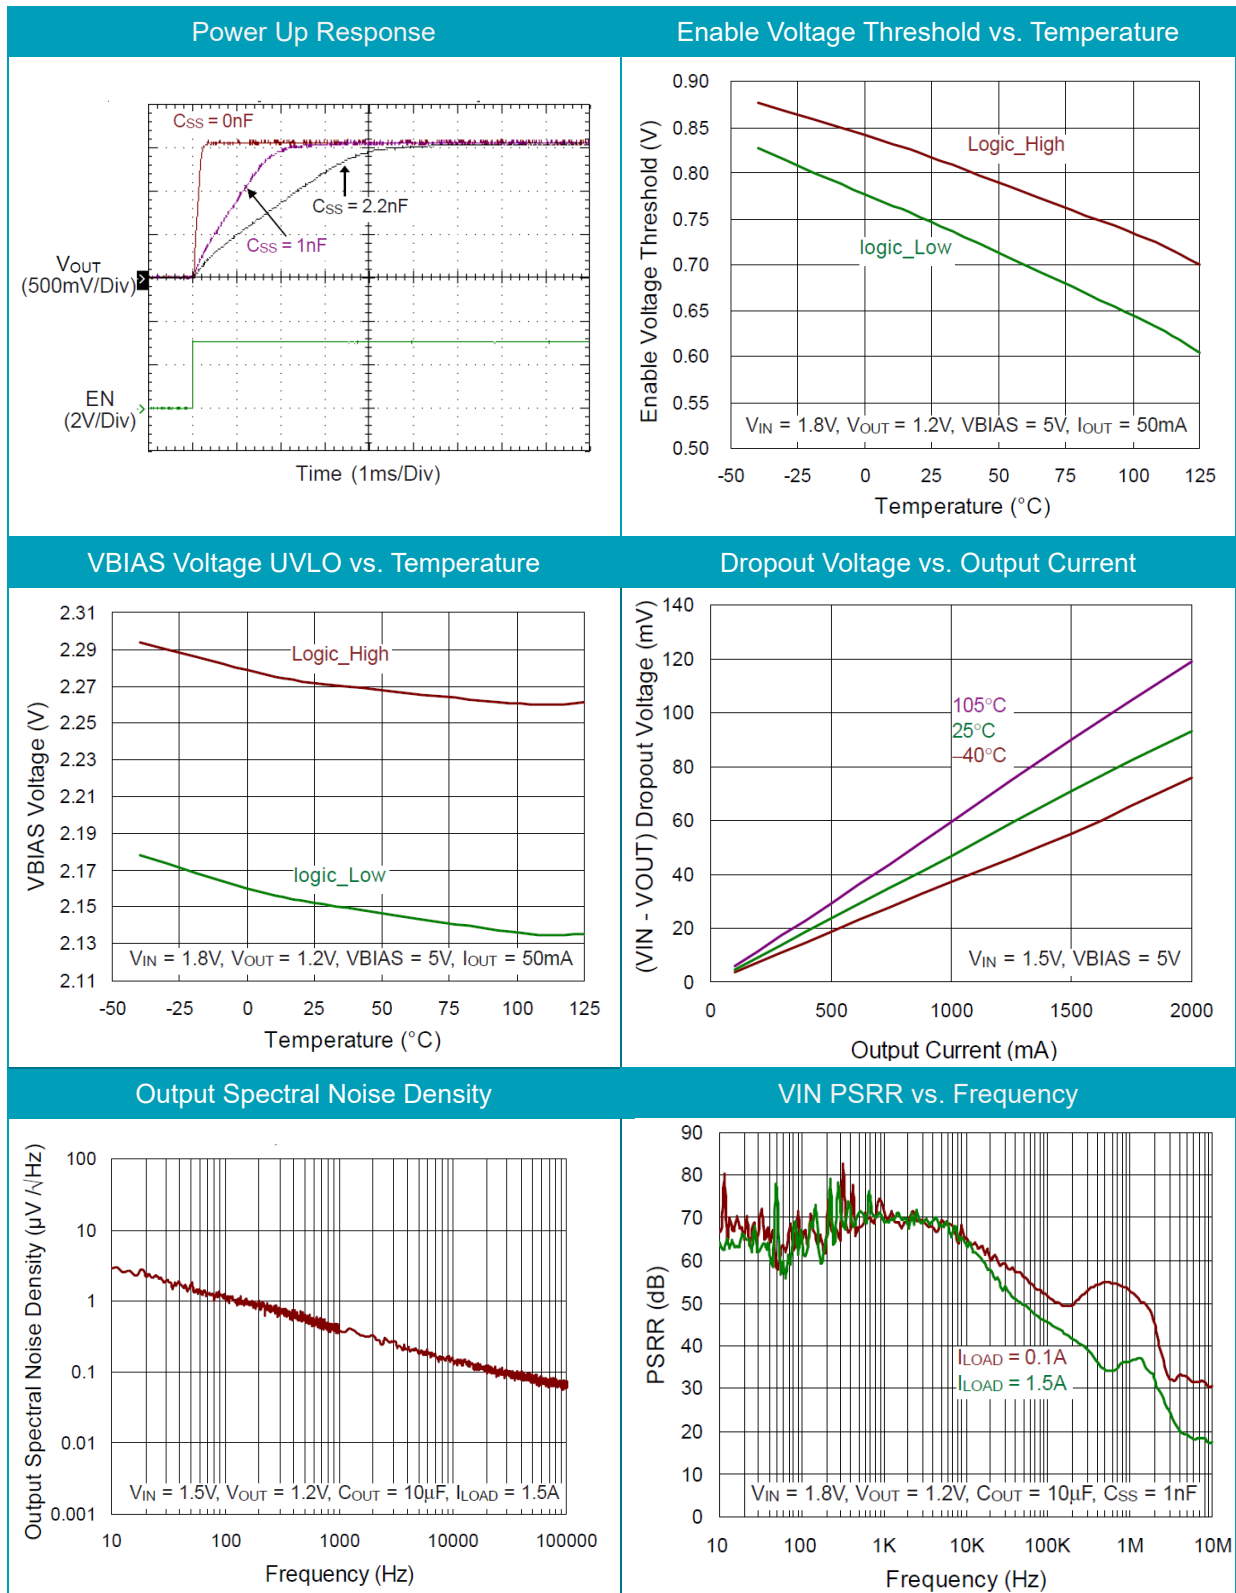 Power Up Response
CSS = 0nF
CSS = 2.2nF
CSS = 1nF
VOUT
(500mV/Div)
EN
(2V/Div)
Time (1ms/Div)
Enable Voltage Threshold vs. Temperature
Enable Voltage Threshold (V)
0.90
0.85
0.80
0.75
0.70
0.65
0.60
0.55
0.50
Logic_High
logic_Low
VIN = 1.8V, VOUT = 1.2V, VBIAS = 5V, IOUT = 50mA
-50 -25 0 25 50 75 100 125
Temperature (°C)
VBIAS Voltage UVLO vs. Temperature
VBIAS Voltage (V)
2.31
2.29
2.27
2.25
2.23
2.21
2.19
2.17
2.15
2.13
2.11
Logic_High
logic_Low
VIN = 1.8V, VOUT = 1.2V, VBIAS = 5V, IOUT = 50mA
-50 -25 0 25 50 75 100 125
Temperature (°C)
Dropout Voltage vs. Output Current
(VIN - VOUT) Dropout Voltage (mV)
140
120
100
80
60
40
20
0
105°C
25°C
–40°C
VIN = 1.5V, VBIAS = 5V
0 500 1000 1500 2000
Output Current (mA)
Output Spectral Noise Density
Output Spectral Noise Density (µV /√Hz)
100
10
1
0.1
0.01
0.001
VIN = 1.5V, VOUT = 1.2V, COUT = 10µF, ILOAD = 1.5A
10 100 1000 10000 100000
Frequency (Hz)
VIN PSRR vs. Frequency
PSRR (dB)
90
80
70
60
50
40
30
20
10
0
ILOAD = 0.1A
ILOAD = 1.5A
VIN = 1.8V, VOUT = 1.2V, COUT = 10µF, CSS = 1nF
10 100 1K 10K 100K 1M 10M
Frequency (Hz)